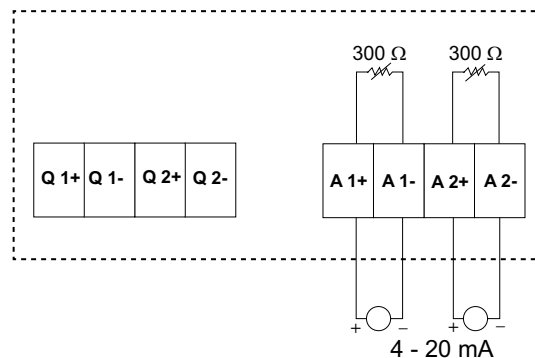 300 Ω 300 Ω
Q 1+ Q 1- Q 2+ Q 2- A 1+ A 1- A 2+ A 2-
+ − + −
4 - 20 mA